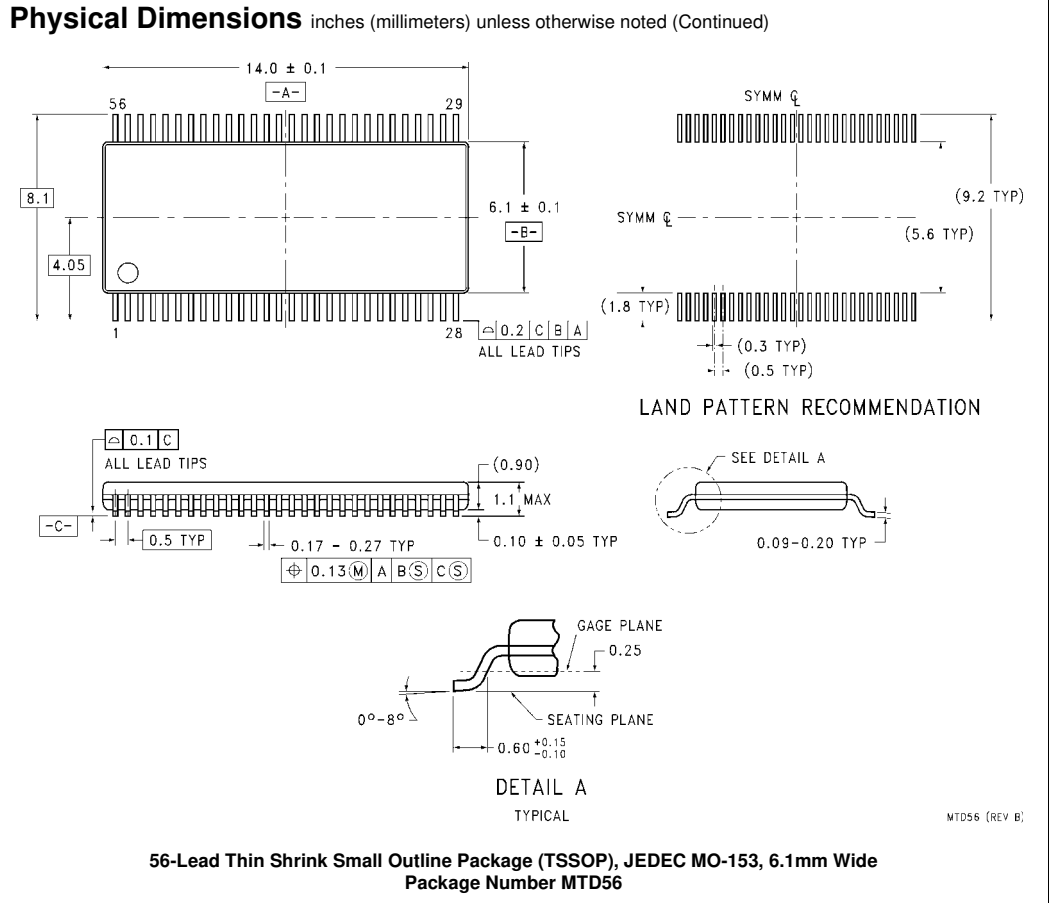 Physical Dimensions inches (millimeters) unless otherwise noted (Continued)
14.0 ± 0.1
-A-
56
29
8.1
4.05
6.1 ± 0.1
-B-
1
28
⌓ 0.2 C B A
ALL LEAD TIPS
SYMM ℄
SYMM ℄
(9.2 TYP)
(5.6 TYP)
(1.8 TYP)
(0.3 TYP)
(0.5 TYP)
LAND PATTERN RECOMMENDATION
⌓ 0.1 C
ALL LEAD TIPS
(0.90)
1.1 MAX
-C-
0.5 TYP
0.17 - 0.27 TYP
0.10 ± 0.05 TYP
⌖ 0.13 Ⓜ A B Ⓢ C Ⓢ
SEE DETAIL A
0.09-0.20 TYP
GAGE PLANE
0.25
0°-8°
SEATING PLANE
0.60 +0.15 -0.10
DETAIL A
TYPICAL
MTD56 (REV B)
56-Lead Thin Shrink Small Outline Package (TSSOP), JEDEC MO-153, 6.1mm Wide
Package Number MTD56